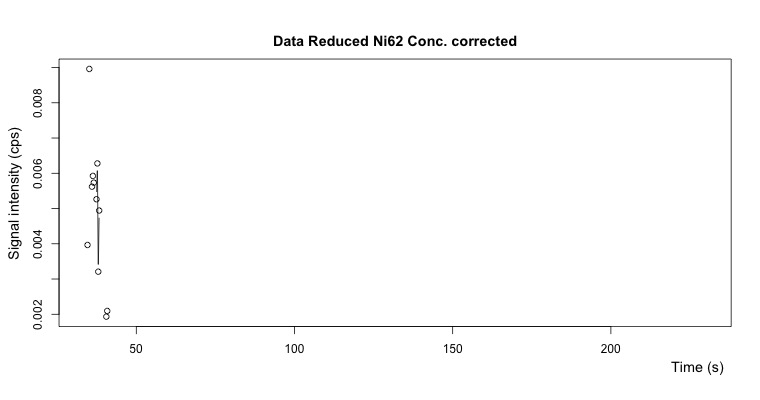 Data Reduced Ni62 Conc. corrected
Signal intensity (cps)
0.008
0.006
0.004
0.002
50 100 150 200
Time (s)